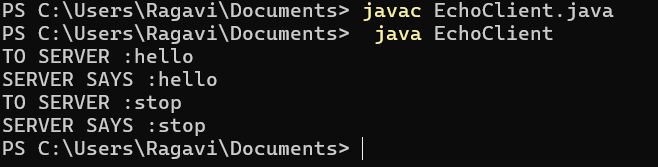 PS C:\Users\Ragavi\Documents> javac EchoClient.java
PS C:\Users\Ragavi\Documents>  java EchoClient
TO SERVER :hello
SERVER SAYS :hello
TO SERVER :stop
SERVER SAYS :stop
PS C:\Users\Ragavi\Documents>